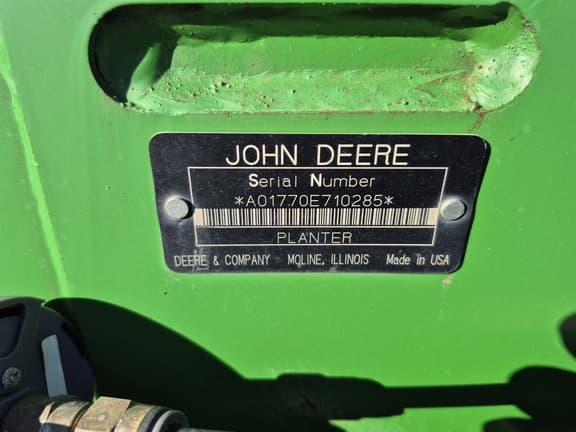 JOHN DEERE
Serial Number
*A01770E710285*
PLANTER
DEERE & COMPANY MOLINE, ILLINOIS Made in USA